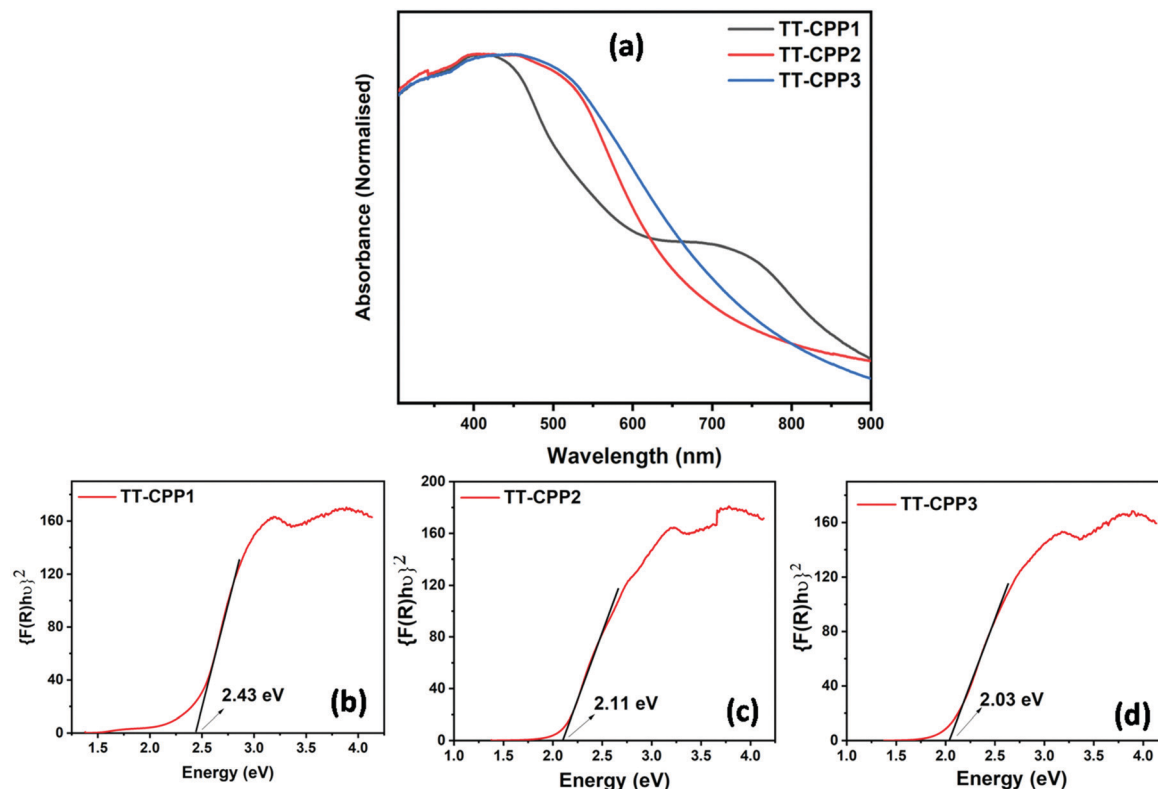 (a)
TT-CPP1
TT-CPP2
TT-CPP3
Absorbance (Normalised)
400 500 600 700 800 900
Wavelength (nm)
TT-CPP1
{F(R)hυ}²
160
120
80
40
0
2.43 eV
(b)
1.5 2.0 2.5 3.0 3.5 4.0
Energy (eV)
TT-CPP2
{F(R)hυ}²
200
160
120
80
40
0
2.11 eV
(c)
1.0 1.5 2.0 2.5 3.0 3.5 4.0
Energy (eV)
TT-CPP3
{F(R)hυ}²
160
120
80
40
0
2.03 eV
(d)
1.0 1.5 2.0 2.5 3.0 3.5 4.0
Energy (eV)